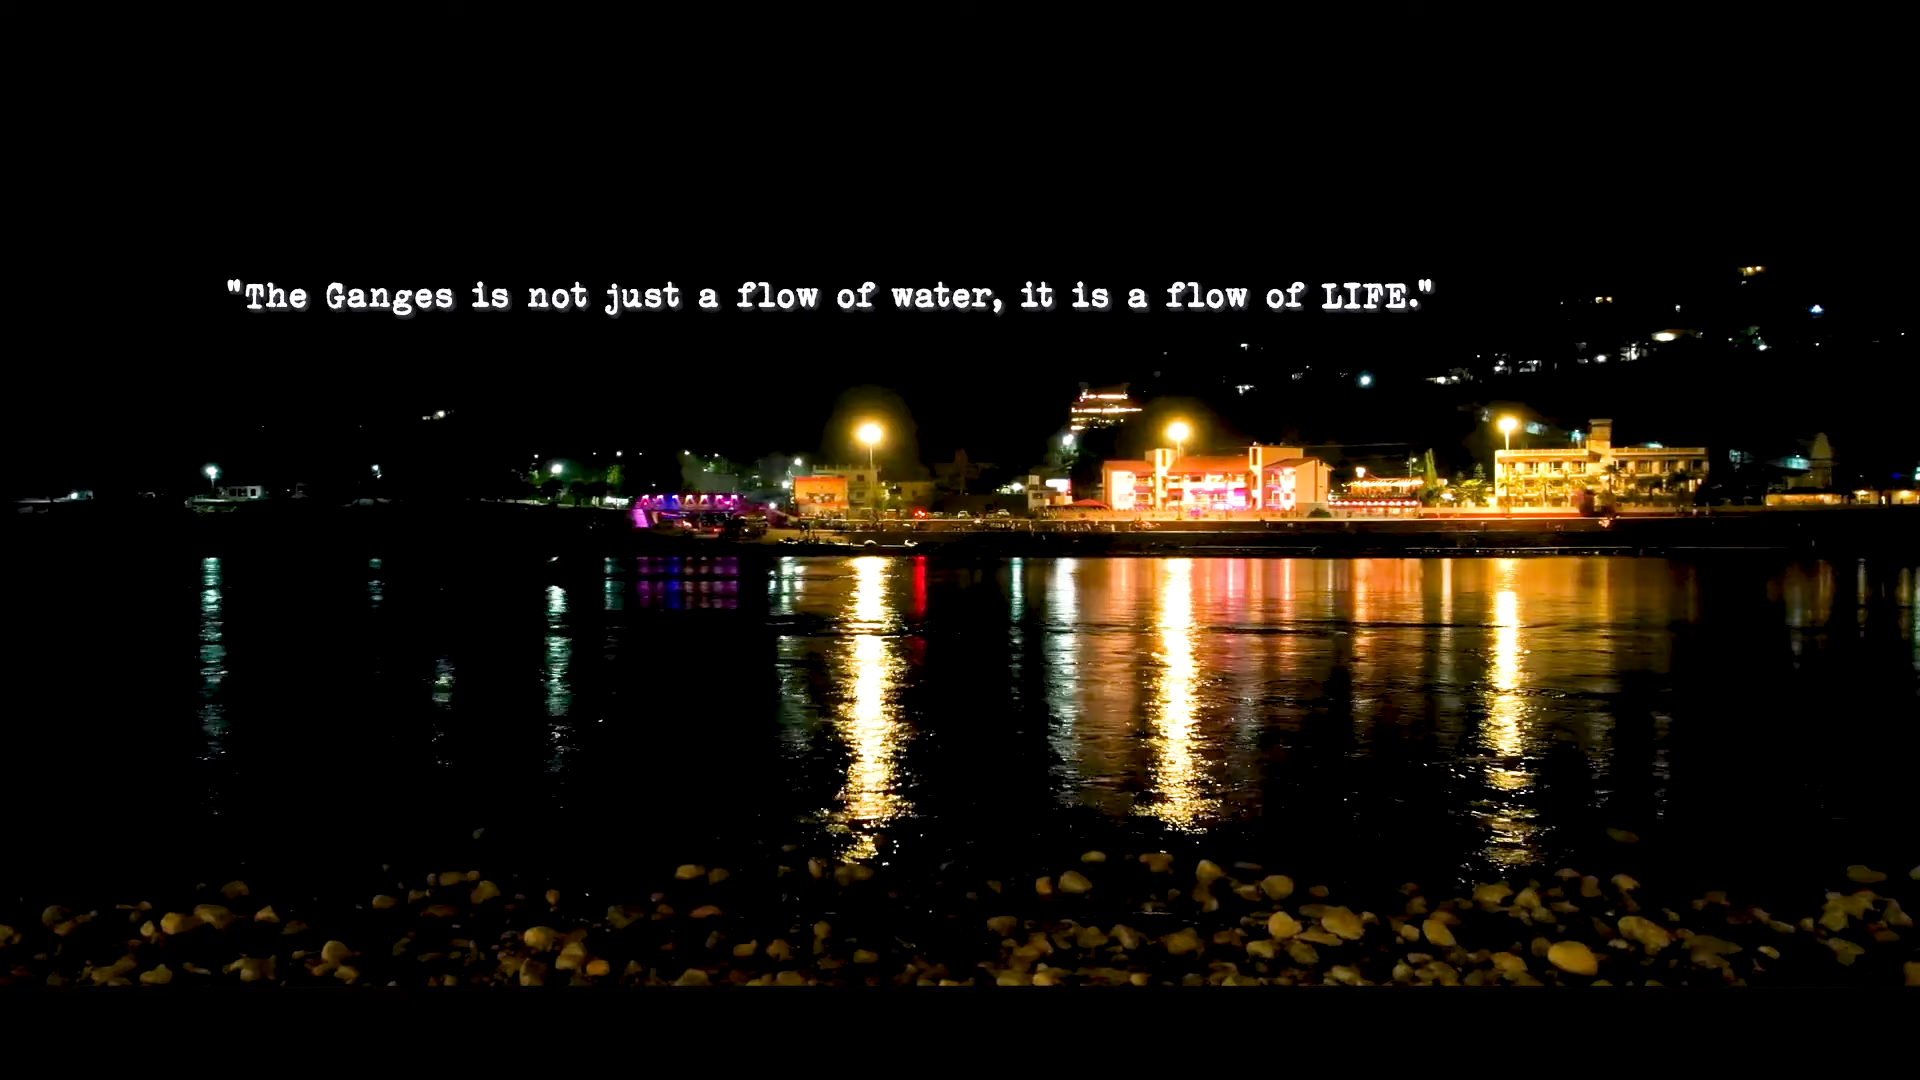 "The Ganges is not just a flow of water, it is a flow of LIFE."